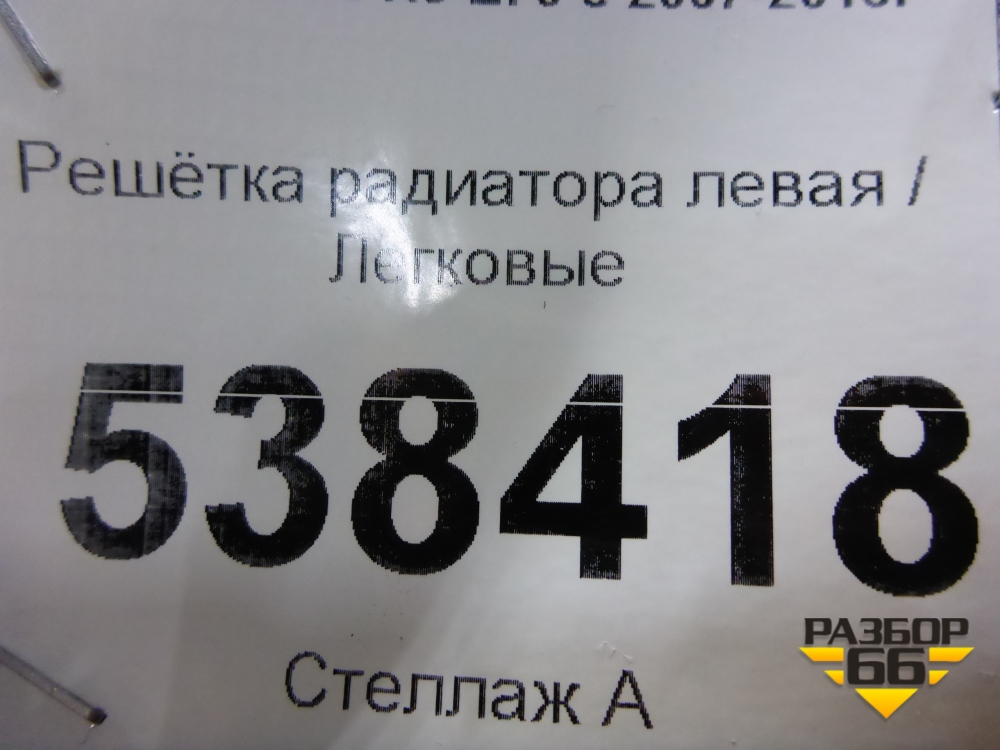 Решётка радиатора левая /
Легковые
538418
Стеллаж А
РАЗБОР
66